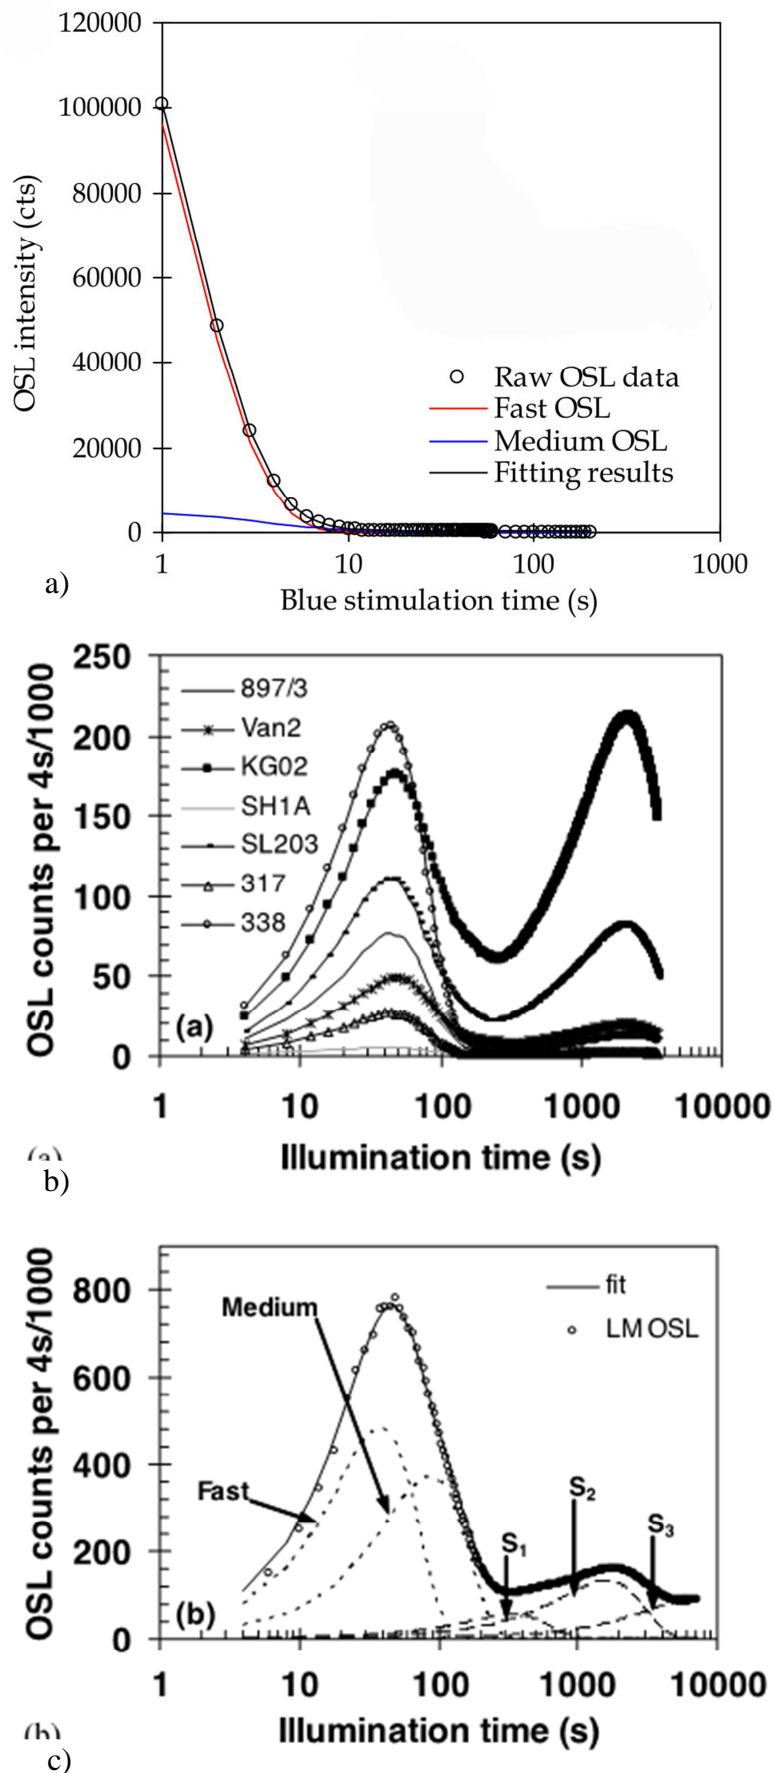 120000
100000
80000
60000
40000
20000
0
OSL intensity (cts)
Raw OSL data
Fast OSL
Medium OSL
Fitting results
1 10 100 1000
Blue stimulation time (s)
a)
250
200
150
100
50
0
OSL counts per 4s/1000
897/3
Van2
KG02
SH1A
SL203
317
338
(a)
1 10 100 1000 10000
Illumination time (s)
b)
800
600
400
200
0
OSL counts per 4s/1000
fit
LM OSL
Medium
Fast
S1
S2
S3
(b)
1 10 100 1000 10000
Illumination time (s)
(b)
c)